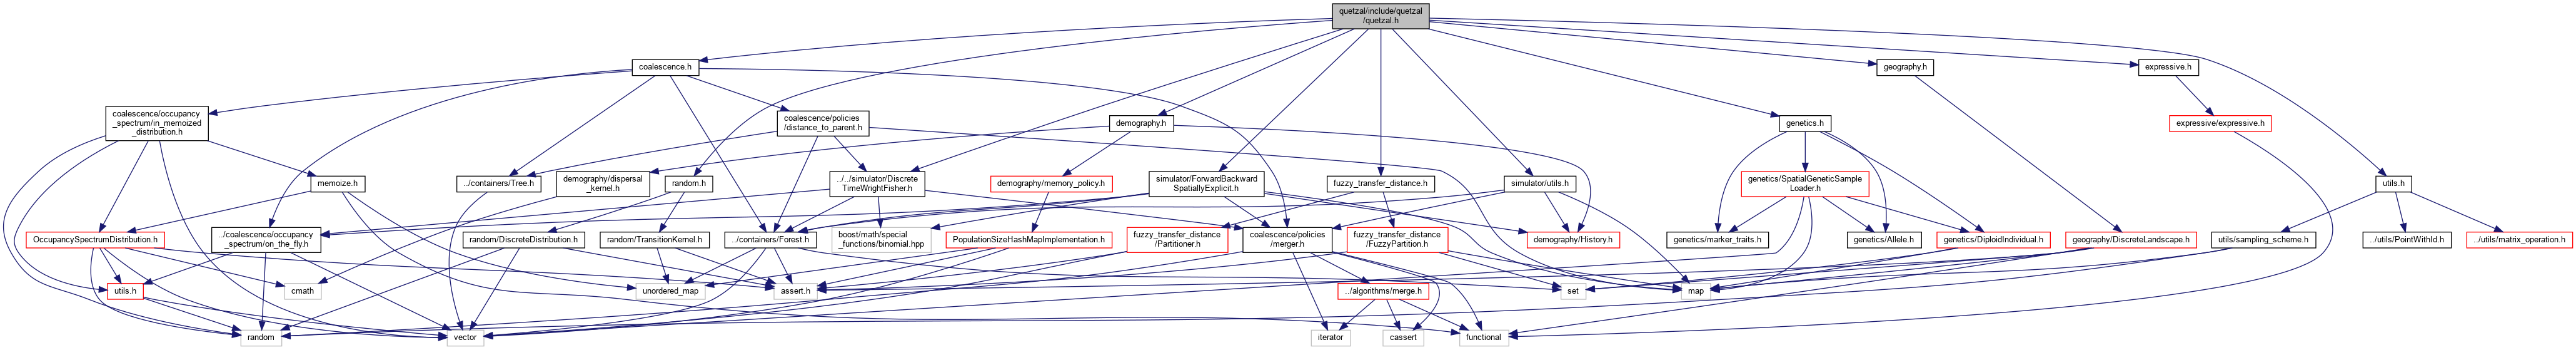 quetzal/include/quetzal
/quetzal.h
coalescence.h
geography.h
expressive.h
coalescence/occupancy
_spectrum/in_memoized
_distribution.h
coalescence/policies
/distance_to_parent.h
demography.h
genetics.h
expressive/expressive.h
memoize.h
../containers/Tree.h
demography/dispersal
_kernel.h
random.h
../../simulator/Discrete
TimeWrightFisher.h
demography/memory_policy.h
simulator/ForwardBackward
SpatiallyExplicit.h
fuzzy_transfer_distance.h
simulator/utils.h
genetics/SpatialGeneticSample
Loader.h
utils.h
OccupancySpectrumDistribution.h
../coalescence/occupancy
_spectrum/on_the_fly.h
random/DiscreteDistribution.h
random/TransitionKernel.h
../containers/Forest.h
boost/math/special
_functions/binomial.hpp
PopulationSizeHashMapImplementation.h
fuzzy_transfer_distance
/Partitioner.h
coalescence/policies
/merger.h
fuzzy_transfer_distance
/FuzzyPartition.h
demography/History.h
genetics/marker_traits.h
genetics/Allele.h
genetics/DiploidIndividual.h
geography/DiscreteLandscape.h
utils/sampling_scheme.h
../utils/PointWithId.h
../utils/matrix_operation.h
utils.h
cmath
unordered_map
assert.h
../algorithms/merge.h
set
map
random
vector
iterator
cassert
functional